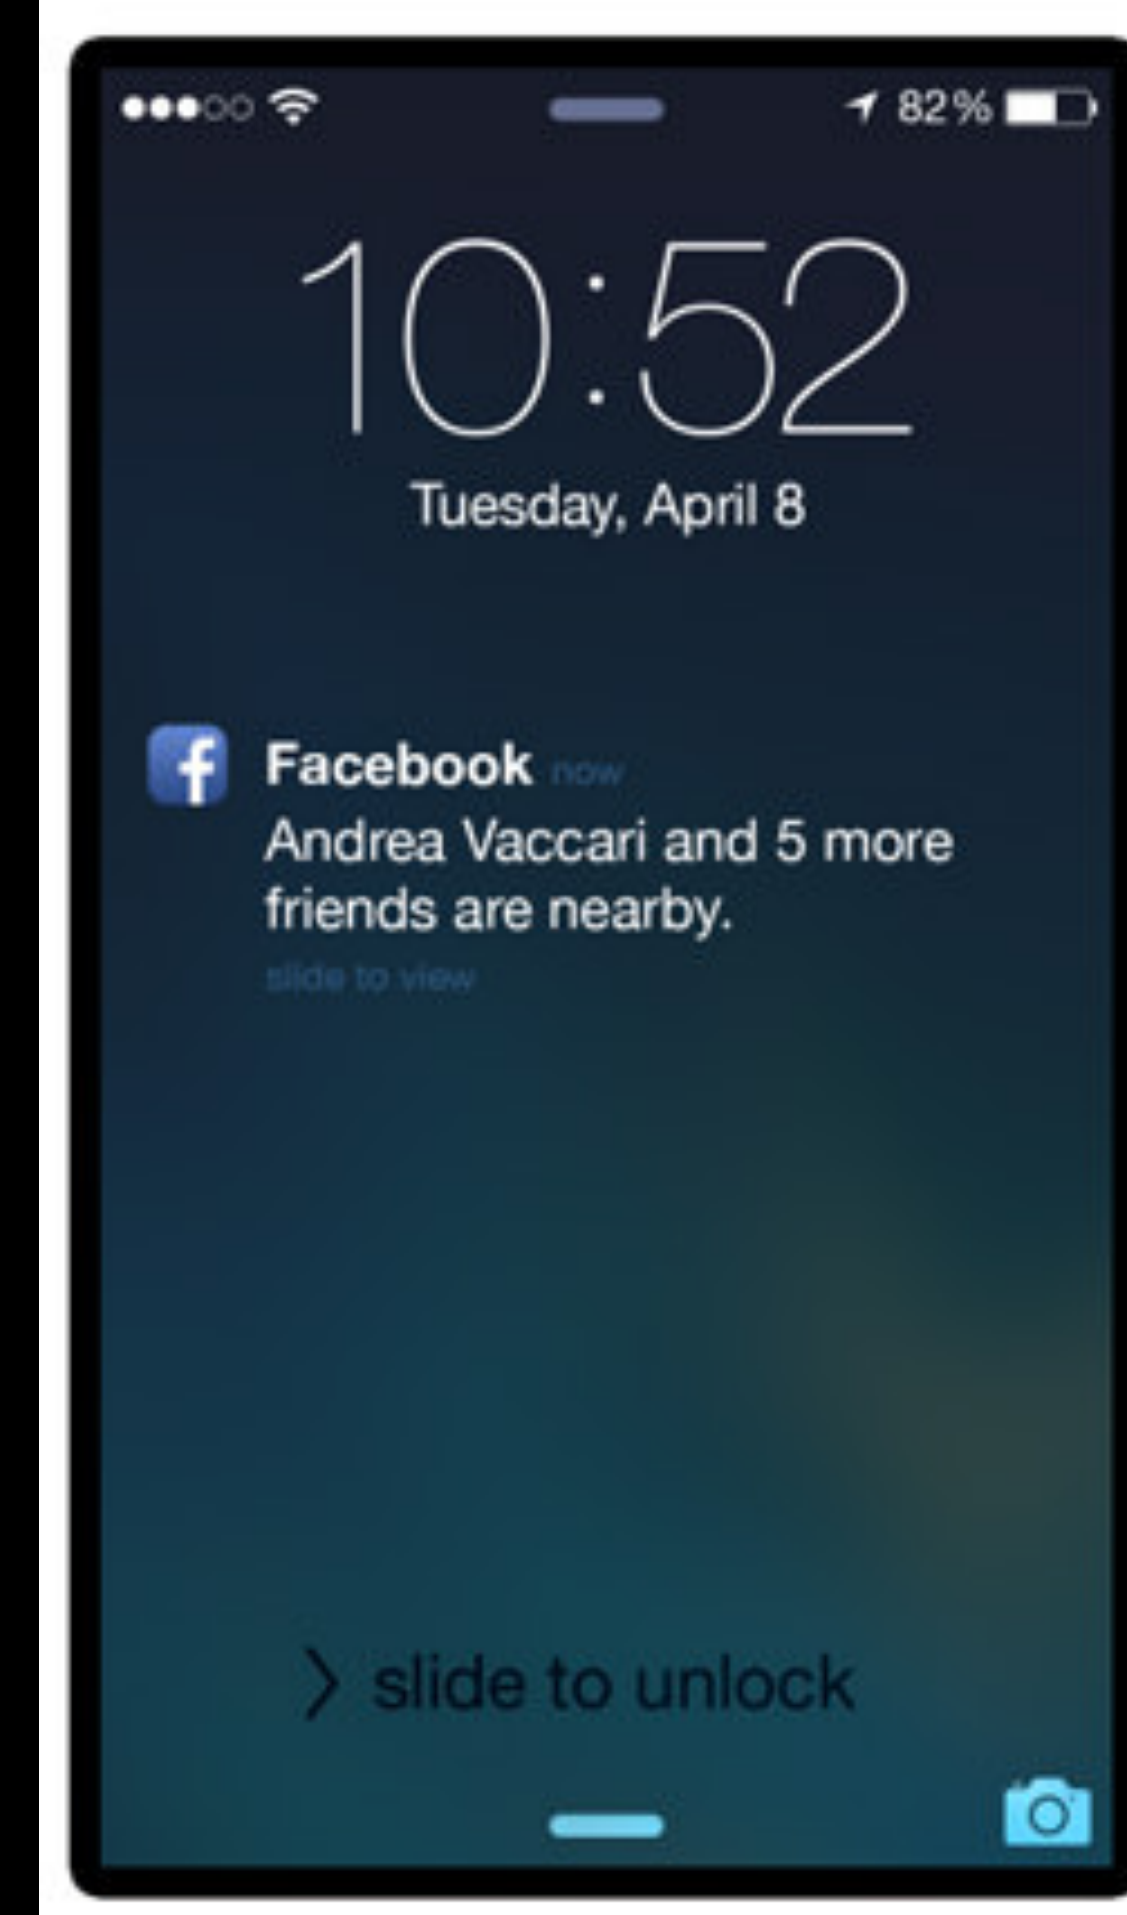 82%
10:52
Tuesday, April 8
Facebook now
Andrea Vaccari and 5 more
friends are nearby.
slide to view
> slide to unlock